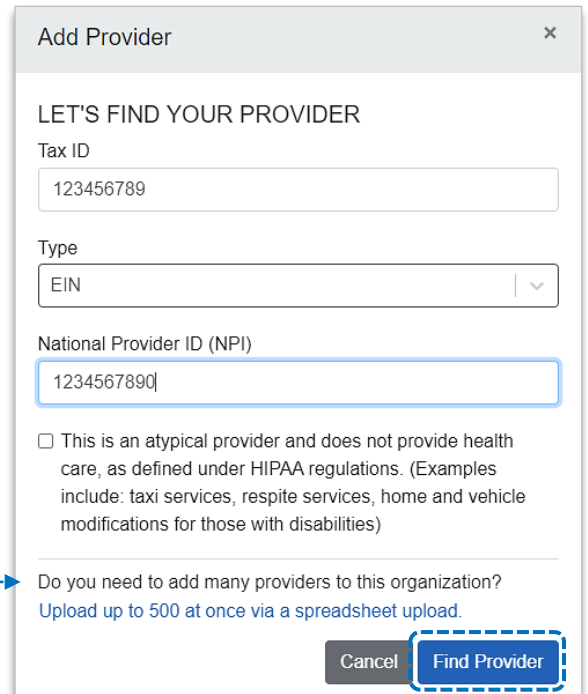 Add Provider
×
LET'S FIND YOUR PROVIDER
Tax ID
123456789
Type
EIN
National Provider ID (NPI)
1234567890
This is an atypical provider and does not provide health
care, as defined under HIPAA regulations. (Examples
include: taxi services, respite services, home and vehicle
modifications for those with disabilities)
Do you need to add many providers to this organization?
Upload up to 500 at once via a spreadsheet upload.
Cancel Find Provider